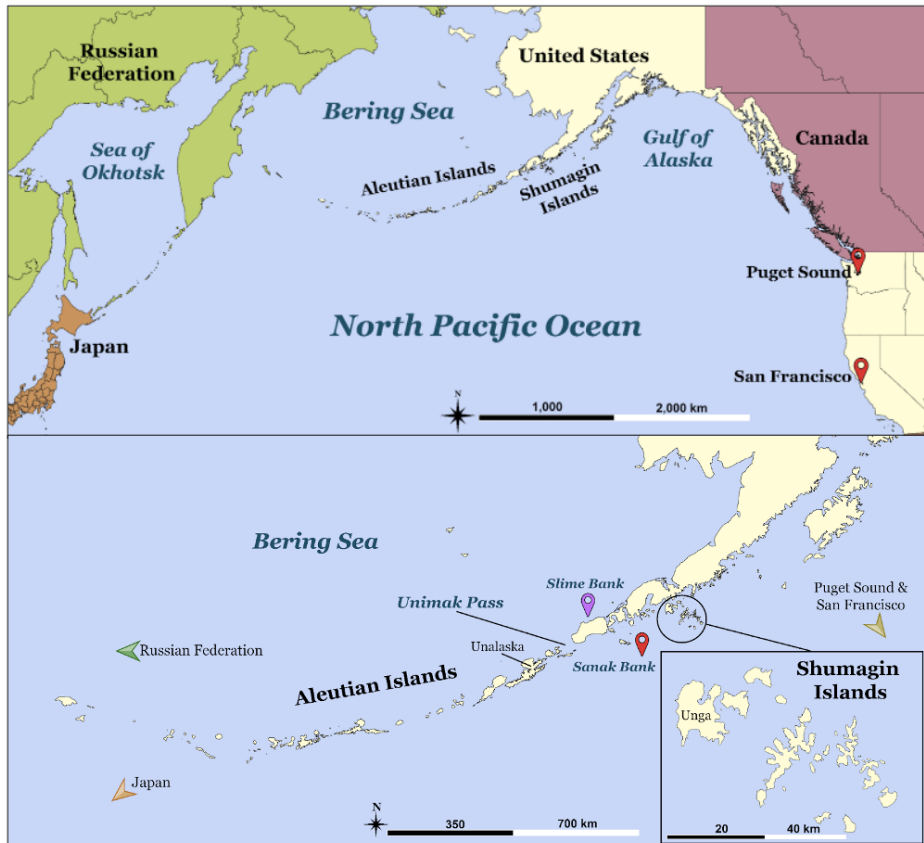 Russian
Federation
United States
Bering Sea
Sea of
Okhotsk
Gulf of
Alaska
Canada
Aleutian Islands
Shumagin
Islands
Puget Sound
North Pacific Ocean
Japan
San Francisco
N
1,000 2,000 km
Bering Sea
Slime Bank
Puget Sound &
San Francisco
Unimak Pass
Russian Federation
Unalaska
Sanak Bank
Aleutian Islands
Shumagin
Islands
Unga
Japan
N
350 700 km
20 40 km